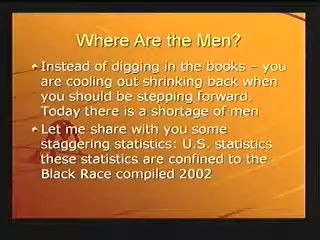 Where Are the Men?
Instead of digging in the books – you
are cooling out shrinking back when
you should be stepping forward.
Today there is a shortage of men
Let me share with you some
staggering statistics: U.S. statistics
these statistics are confined to the
Black Race compiled 2002